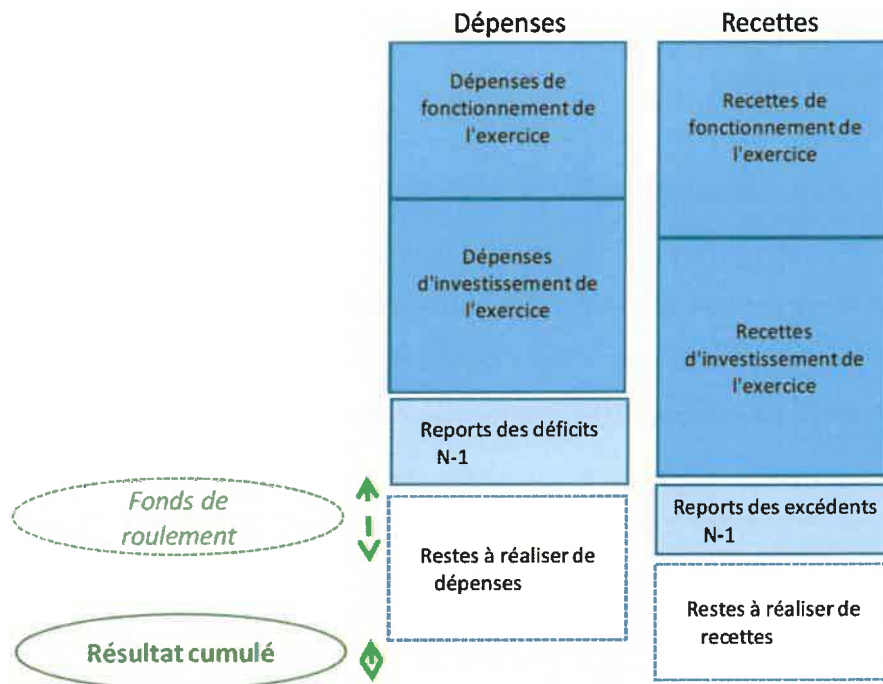 Dépenses
Recettes
Dépenses de
fonctionnement de
l'exercice
Recettes de
fonctionnement de
l'exercice
Dépenses
d'investissement de
l'exercice
Recettes
d'investissement de
l'exercice
Reports des déficits
N-1
Fonds de
roulement
Reports des excédents
N-1
Restes à réaliser de
dépenses
Restes à réaliser de
recettes
Résultat cumulé